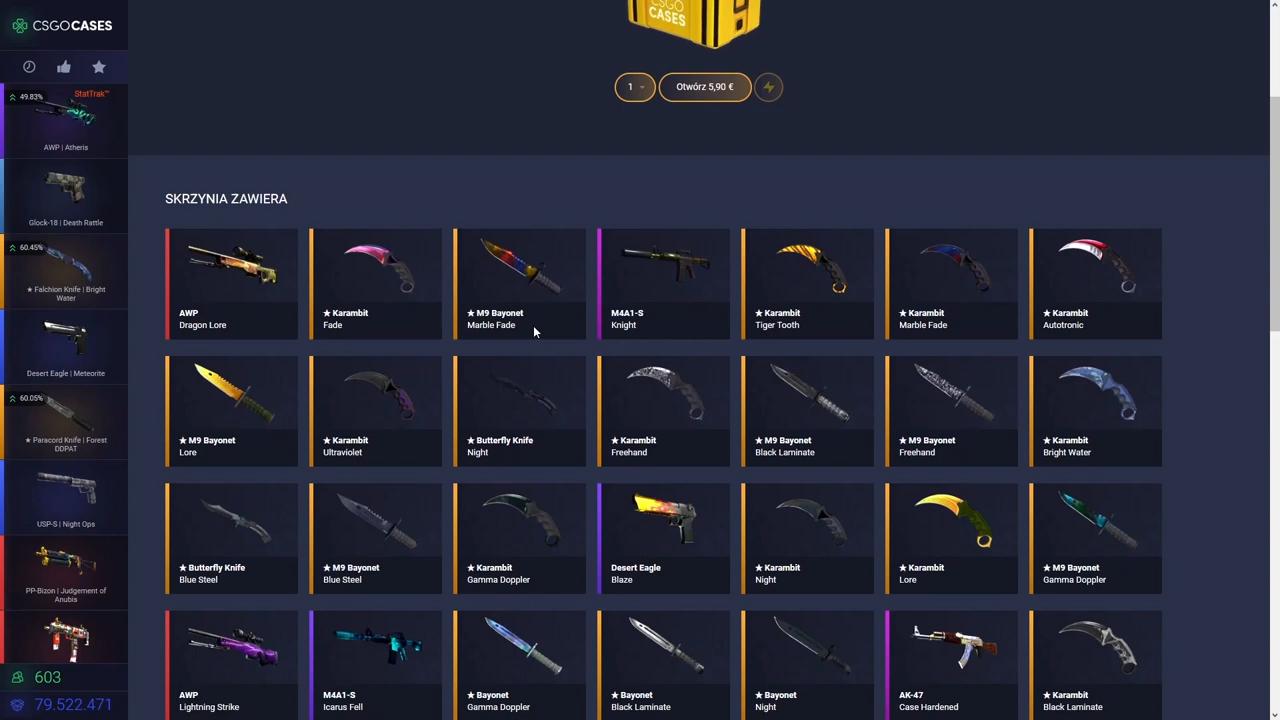 CSGOCASES
CSGO
CASES
1
Otwórz 5,90 €
49.83%
StatTrak™
AWP | Atheris
Glock-18 | Death Rattle
60.45%
★ Falchion Knife | Bright
Water
Desert Eagle | Meteorite
60.05%
★ Paracord Knife | Forest
DDPAT
USP-S | Night Ops
PP-Bizon | Judgement of
Anubis
603
79.522.471
SKRZYNIA ZAWIERA
AWP
Dragon Lore
★ Karambit
Fade
★ M9 Bayonet
Marble Fade
M4A1-S
Knight
★ Karambit
Tiger Tooth
★ Karambit
Marble Fade
★ Karambit
Autotronic
★ M9 Bayonet
Lore
★ Karambit
Ultraviolet
★ Butterfly Knife
Night
★ Karambit
Freehand
★ M9 Bayonet
Black Laminate
★ M9 Bayonet
Freehand
★ Karambit
Bright Water
★ Butterfly Knife
Blue Steel
★ M9 Bayonet
Blue Steel
★ Karambit
Gamma Doppler
Desert Eagle
Blaze
★ Karambit
Night
★ Karambit
Lore
★ M9 Bayonet
Gamma Doppler
AWP
Lightning Strike
M4A1-S
Icarus Fell
★ Bayonet
Gamma Doppler
★ Bayonet
Black Laminate
★ Bayonet
Night
AK-47
Case Hardened
★ Karambit
Black Laminate